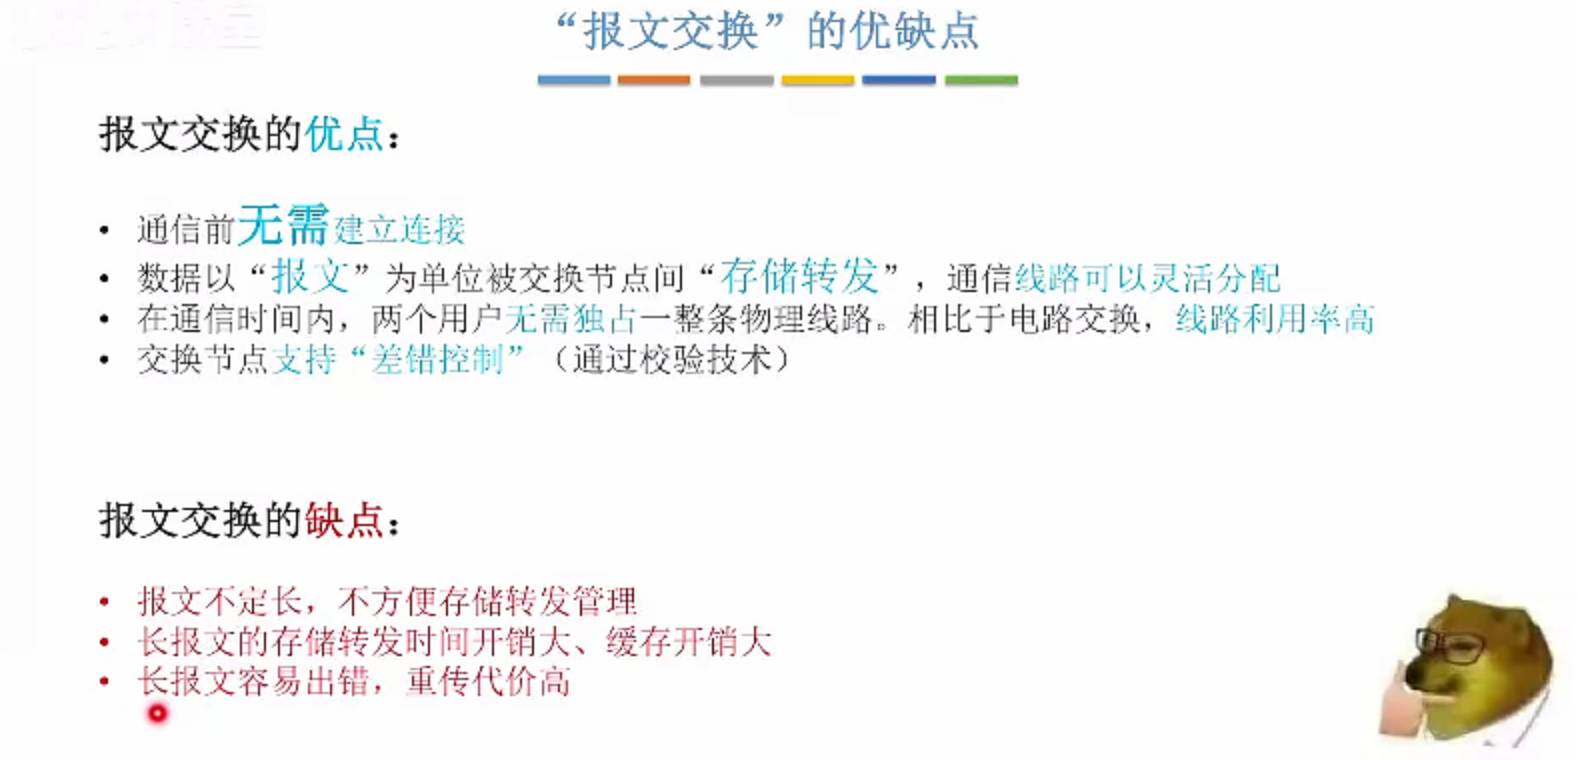 “报文交换”的优缺点
报文交换的优点：
• 通信前无需建立连接
• 数据以“报文”为单位被交换节点间“存储转发”，通信线路可以灵活分配
• 在通信时间内，两个用户无需独占一整条物理线路。相比于电路交换，线路利用率高
• 交换节点支持“差错控制”（通过校验技术）
报文交换的缺点：
• 报文不定长，不方便存储转发管理
• 长报文的存储转发时间开销大、缓存开销大
• 长报文容易出错，重传代价高